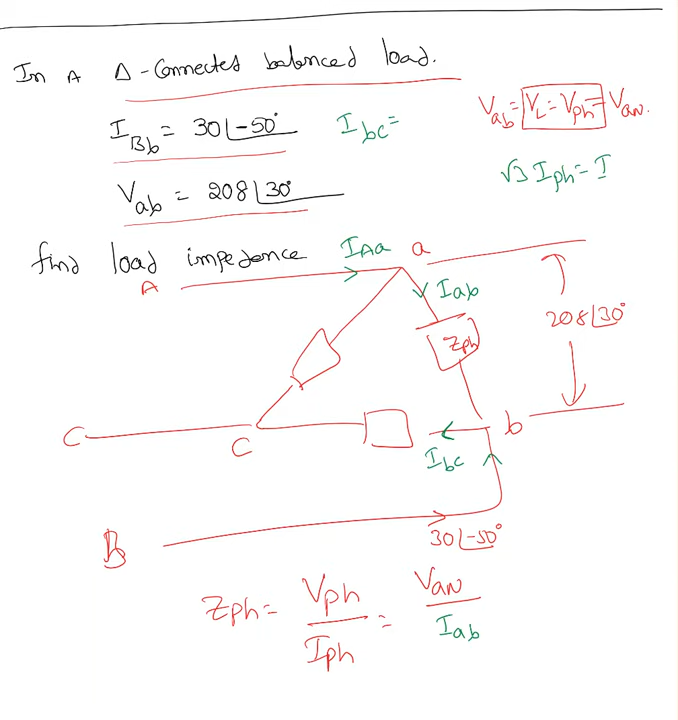 In A Δ-Connected balanced load.
I_Bb = 30∠-50°
I_bc =
V_ab = V_L = V_ph = V_an.
√3 I_ph = I
V_ab = 208∠30°
find load impedence
I_Aa
a
A
I_ab
Z_ph
208∠30°
C
C
b
I_bc
B
30∠-50°
Z_ph = V_ph / I_ph = V_an / I_ab